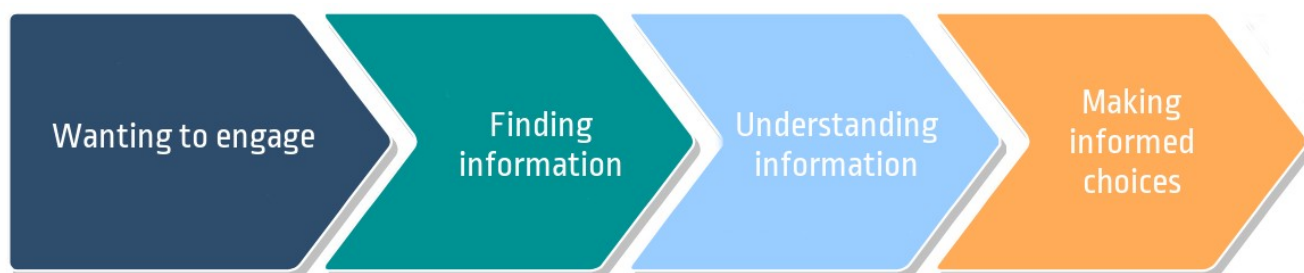 Wanting to engage
Finding
information
Understanding
information
Making
informed
choices